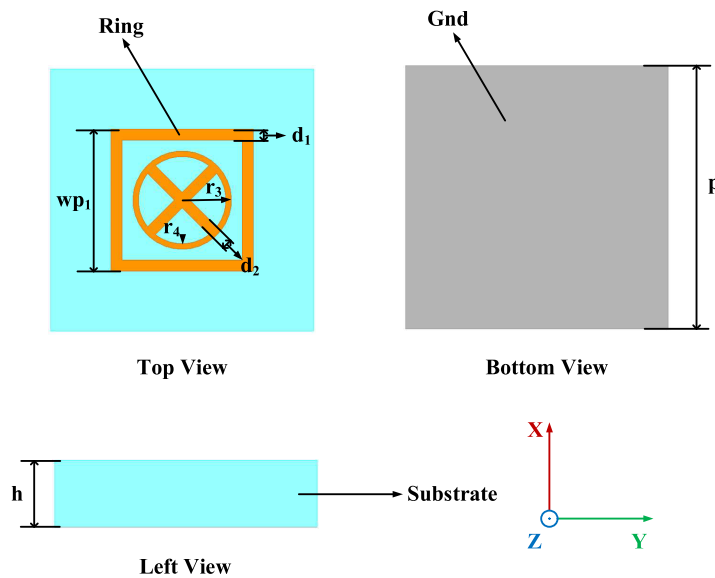 Ring
Gnd
d₁
wp₁
r₃
r₄
d₂
p
Top View
Bottom View
h
Substrate
X
Z
Y
Left View